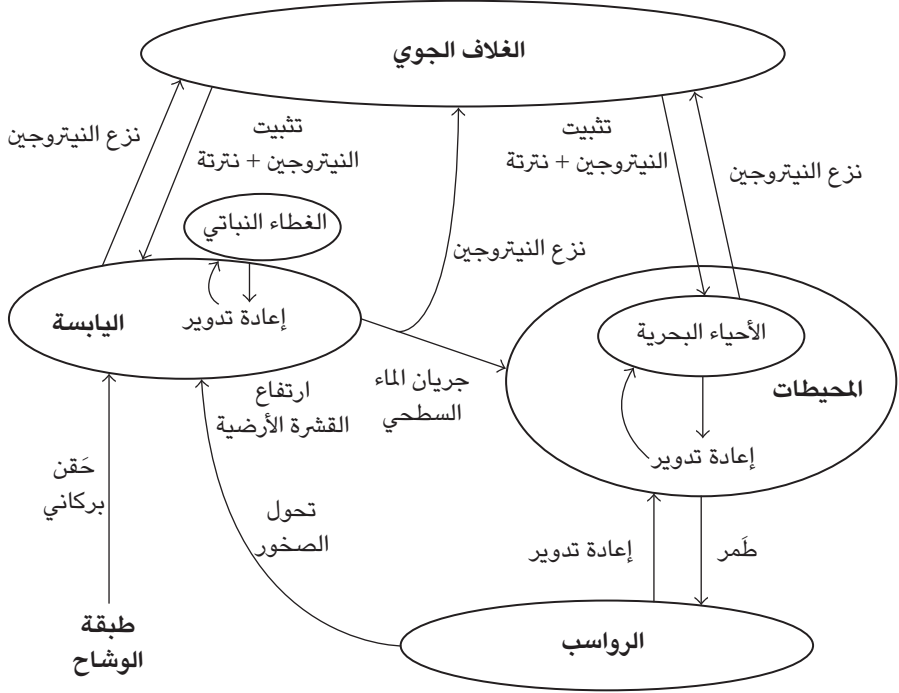 الغلاف الجوي
نزع النيتروجين
تثبيت
النيتروجين + نترتة
تثبيت
النيتروجين + نترتة
نزع النيتروجين
الغطاء النباتي
نزع النيتروجين
اليابسة
إعادة تدوير
الأحياء البحرية
المحيطات
إعادة تدوير
جريان الماء
السطحي
ارتفاع
القشرة الأرضية
حَقن
بركاني
تحول
الصخور
إعادة تدوير
طَمر
طبقة
الوشاح
الرواسب